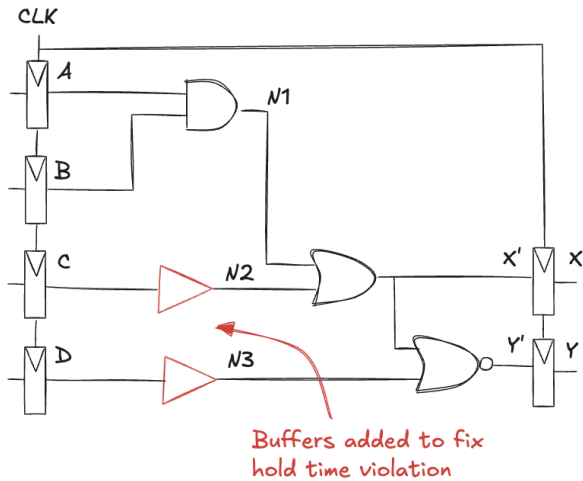 CLK
A
N1
B
C
N2
X'
X
D
N3
Y'
Y
Buffers added to fix
hold time violation